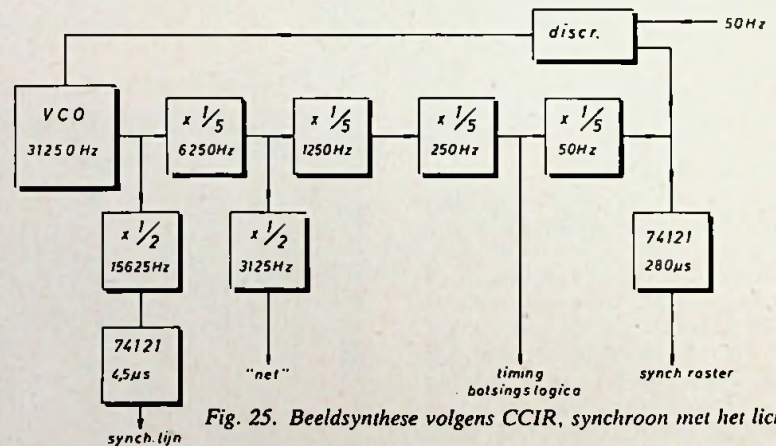 discr.
50Hz
VCO
31250 Hz
x 1/5
6250Hz
x 1/5
1250Hz
x 1/5
250Hz
x 1/5
50Hz
x 1/2
15625Hz
x 1/2
3125Hz
74121
280µs
74121
4,5µs
"net"
timing
botsingslogica
synch raster
synch. lijn
Fig. 25. Beeldsynthese volgens CCIR, synchroon met het